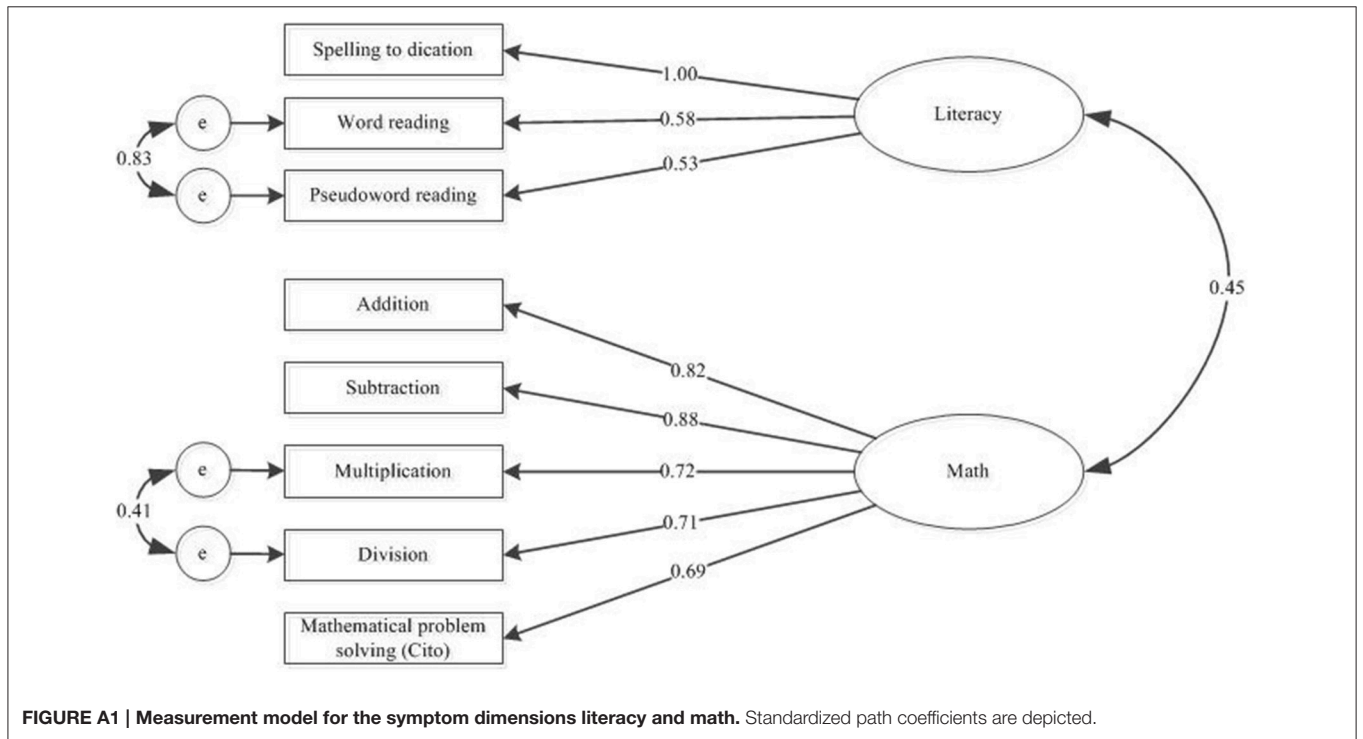 Spelling to dication
1.00
e
Word reading
0.58
Literacy
0.83
0.53
e
Pseudoword reading
0.45
Addition
0.82
Subtraction
0.88
e
Multiplication
0.72
Math
0.41
0.71
e
Division
0.69
Mathematical problem
solving (Cito)
FIGURE A1 | Measurement model for the symptom dimensions literacy and math. Standardized path coefficients are depicted.